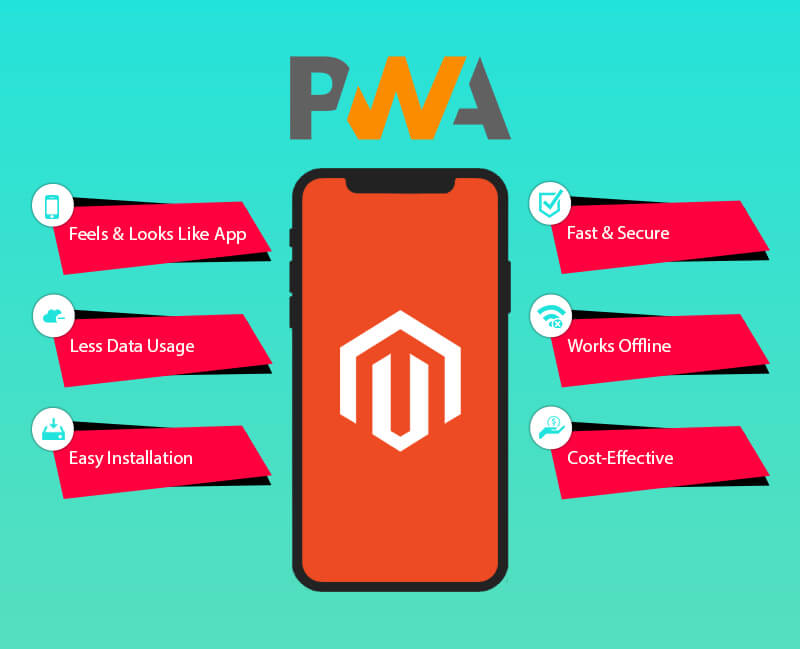 PWA
Feels & Looks Like App
Less Data Usage
Easy Installation
Fast & Secure
Works Offline
Cost-Effective